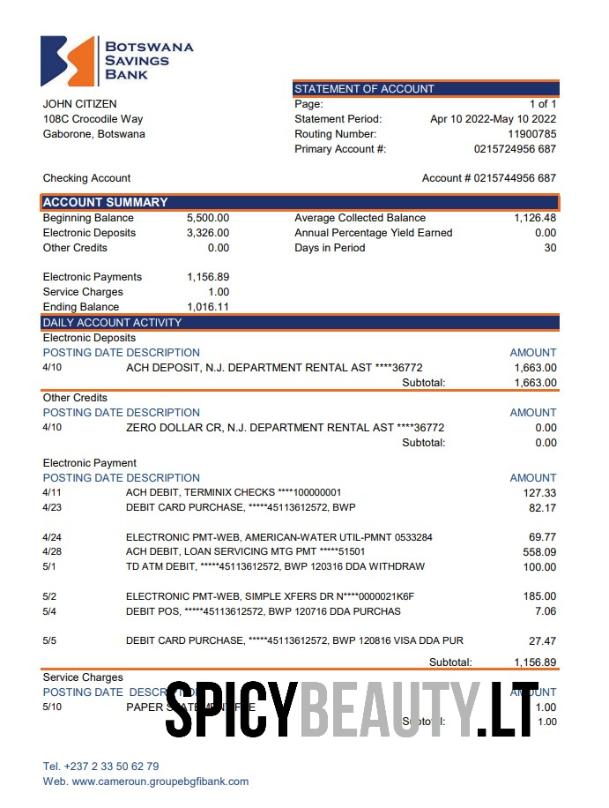 BOTSWANA
SAVINGS
BANK
STATEMENT OF ACCOUNT
JOHN CITIZEN
108C Crocodile Way
Gaborone, Botswana
Page: 1 of 1
Statement Period: Apr 10 2022-May 10 2022
Routing Number: 11900785
Primary Account #: 0215724956 687
Checking Account Account # 0215744956 687
ACCOUNT SUMMARY
Beginning Balance 5,500.00 Average Collected Balance 1,126.48
Electronic Deposits 3,326.00 Annual Percentage Yield Earned 0.00
Other Credits 0.00 Days in Period 30
Electronic Payments 1,156.89
Service Charges 1.00
Ending Balance 1,016.11
DAILY ACCOUNT ACTIVITY
Electronic Deposits
POSTING DATE DESCRIPTION AMOUNT
4/10 ACH DEPOSIT, N.J. DEPARTMENT RENTAL AST ****36772 1,663.00
Subtotal: 1,663.00
Other Credits
POSTING DATE DESCRIPTION AMOUNT
4/10 ZERO DOLLAR CR, N.J. DEPARTMENT RENTAL AST ****36772 0.00
Subtotal: 0.00
Electronic Payment
POSTING DATE DESCRIPTION AMOUNT
4/11 ACH DEBIT, TERMINIX CHECKS ****100000001 127.33
4/23 DEBIT CARD PURCHASE, *****45113612572, BWP 82.17
4/24 ELECTRONIC PMT-WEB, AMERICAN-WATER UTIL-PMNT 0533284 69.77
4/28 ACH DEBIT, LOAN SERVICING MTG PMT *****51501 558.09
5/1 TD ATM DEBIT, *****45113612572, BWP 120316 DDA WITHDRAW 100.00
5/2 ELECTRONIC PMT-WEB, SIMPLE XFERS DR N****0000021K6F 185.00
5/4 DEBIT POS, *****45113612572, BWP 120716 DDA PURCHAS 7.06
5/5 DEBIT CARD PURCHASE, *****45113612572, BWP 120816 VISA DDA PUR 27.47
Subtotal: 1,156.89
Service Charges
POSTING DATE DESCRIPTION AMOUNT
5/10 PAPER STATEMENT FEE 1.00
Subtotal: 1.00
SPICYBEAUTY.LT
Tel. +237 2 33 50 62 79
Web. www.cameroun.groupebgfibank.com